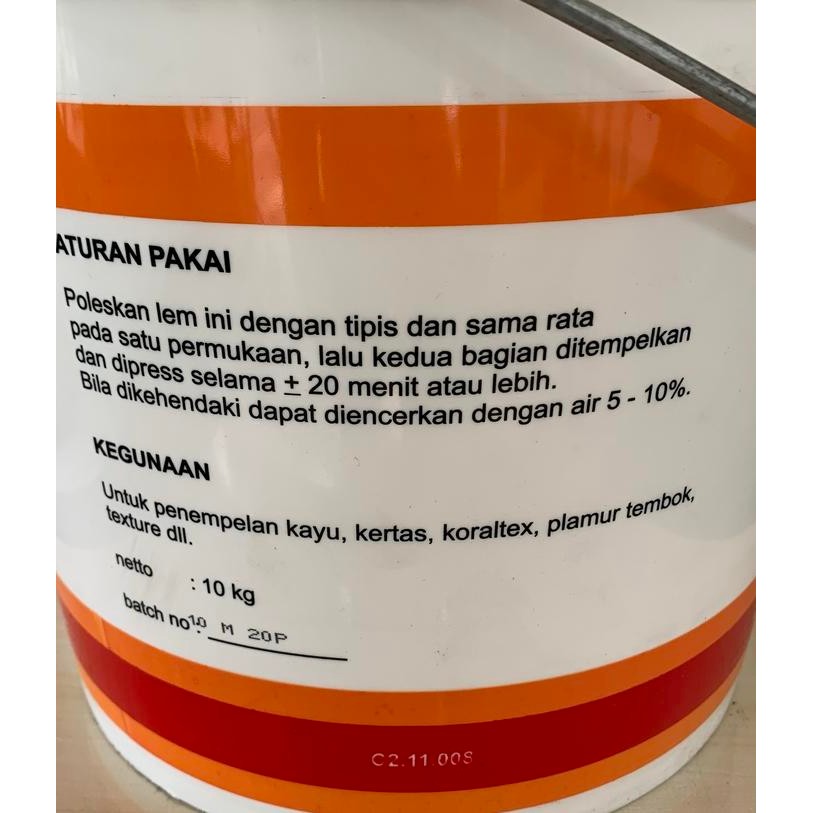 ATURAN PAKAI
Poleskan lem ini dengan tipis dan sama rata
pada satu permukaan, lalu kedua bagian ditempelkan
dan dipress selama ± 20 menit atau lebih.
Bila dikehendaki dapat diencerkan dengan air 5 - 10%.
KEGUNAAN
Untuk penempelan kayu, kertas, koraltex, plamur tembok,
texture dll.
netto : 10 kg
batch no : 10 M 20P
C2.11.008